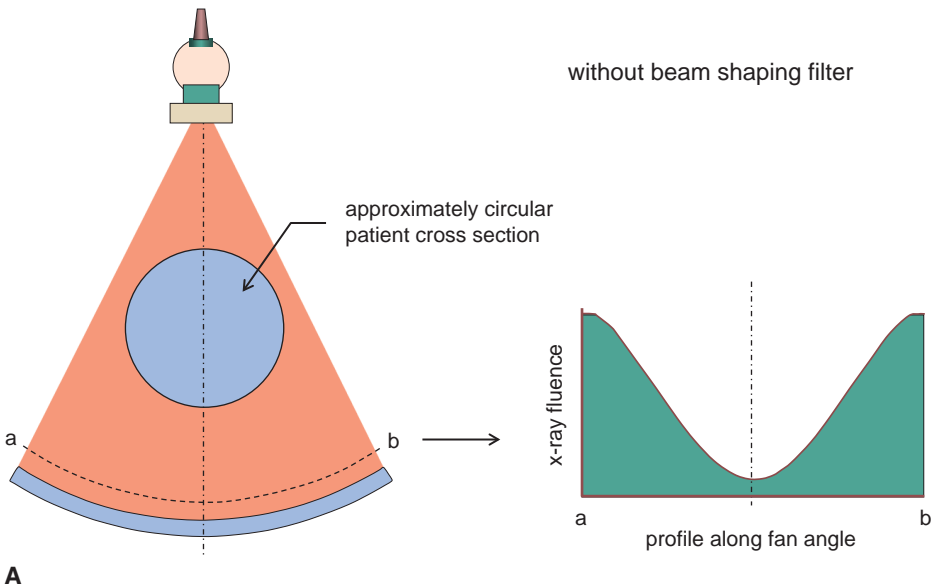 without beam shaping filter
approximately circular
patient cross section
a
b
x-ray fluence
a
b
profile along fan angle
A